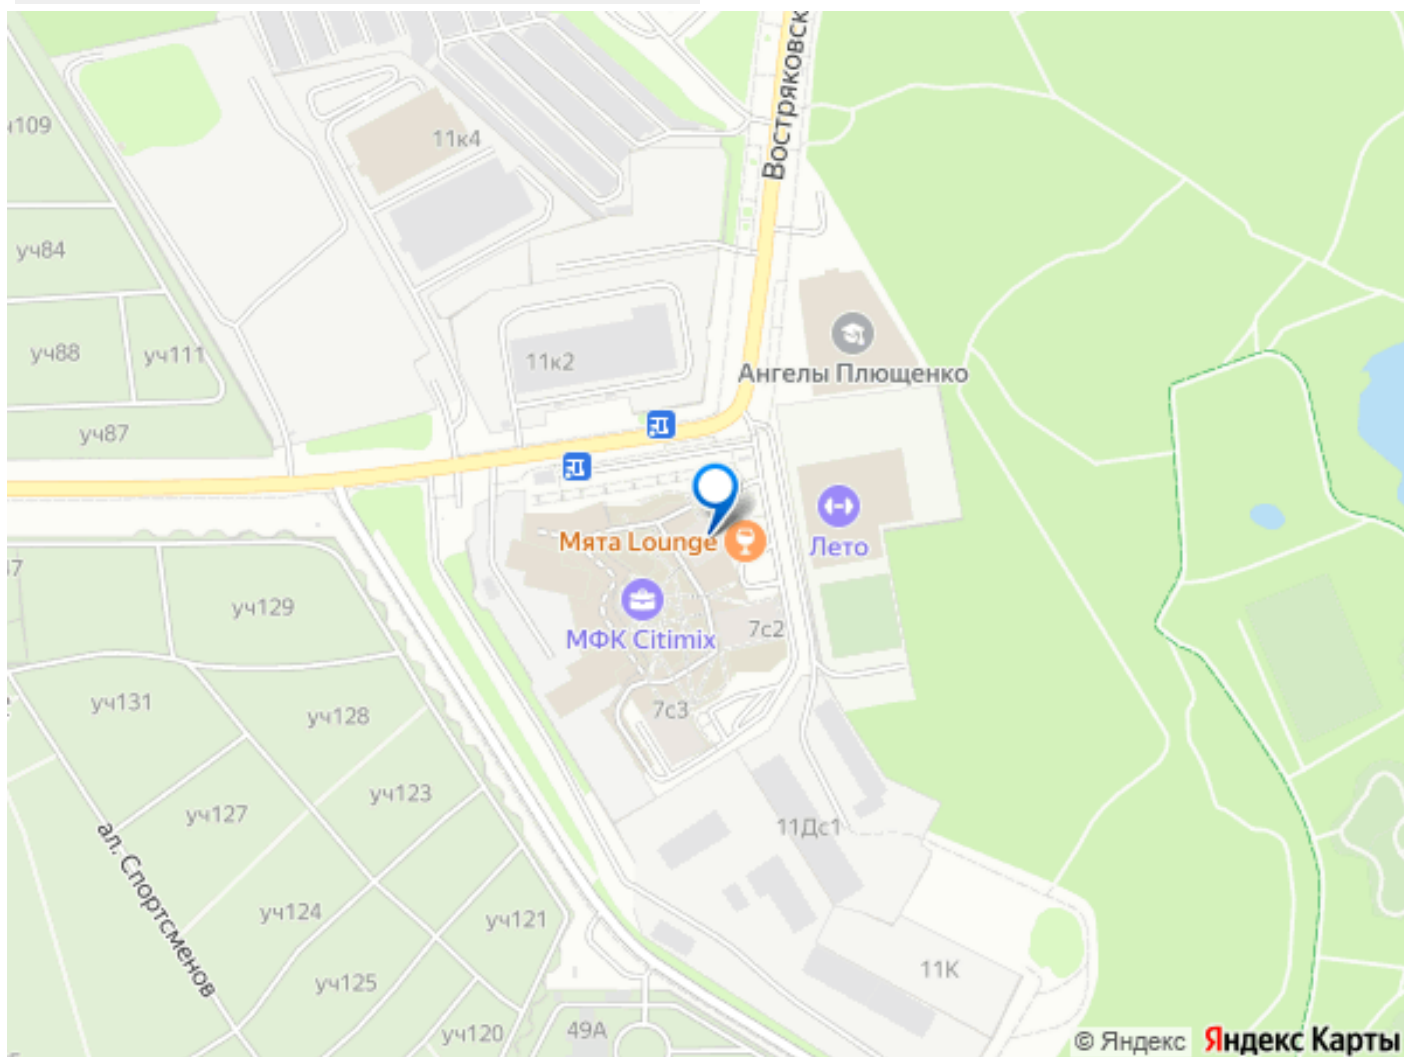 Востряковск
11к4
ч109
уч84
уч88
уч111
уч87
11к2
Ангелы Плющенко
Мята Lounge
Лето
МФК Citimix
7с2
7с3
уч129
уч131
уч128
уч127
уч123
ал. Спортсменов
уч124
уч121
уч125
уч120
49А
11Дс1
11К
© Яндекс Яндекс Карты